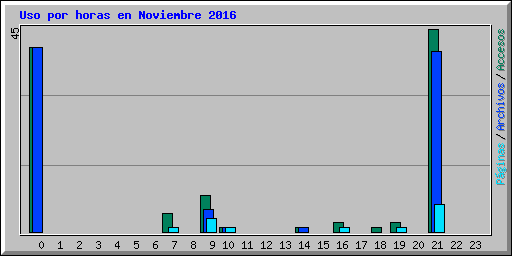 Uso por horas en Noviembre 2016
45
Páginas / Archivos / Accesos
0 1 2 3 4 5 6 7 8 9 10 11 12 13 14 15 16 17 18 19 20 21 22 23